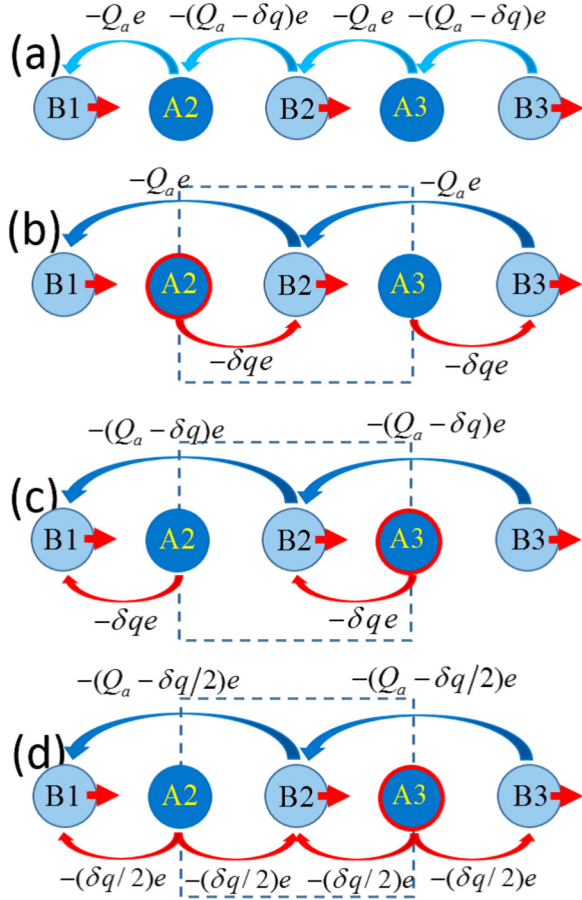 −Q_a e −(Q_a − δq)e −Q_a e −(Q_a − δq)e
(a)
B1 A2 B2 A3 B3
−Q_a e −Q_a e
(b)
B1 A2 B2 A3 B3
−δqe −δqe
−(Q_a − δq)e −(Q_a − δq)e
(c)
B1 A2 B2 A3 B3
−δqe −δqe
−(Q_a − δq/2)e −(Q_a − δq/2)e
(d)
B1 A2 B2 A3 B3
−(δq/2)e −(δq/2)e −(δq/2)e −(δq/2)e